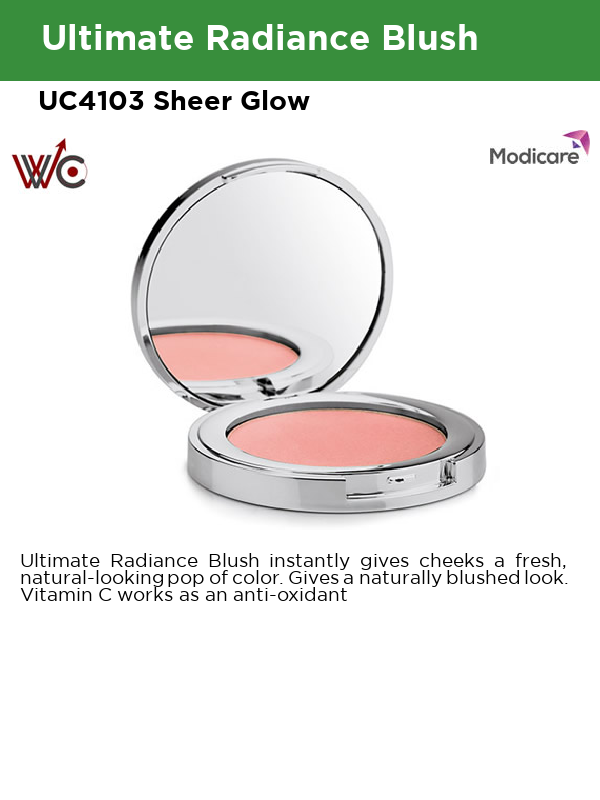 Ultimate Radiance Blush
UC4103 Sheer Glow
WC
Modicare
Ultimate Radiance Blush instantly gives cheeks a fresh,
natural-looking pop of color. Gives a naturally blushed look.
Vitamin C works as an anti-oxidant